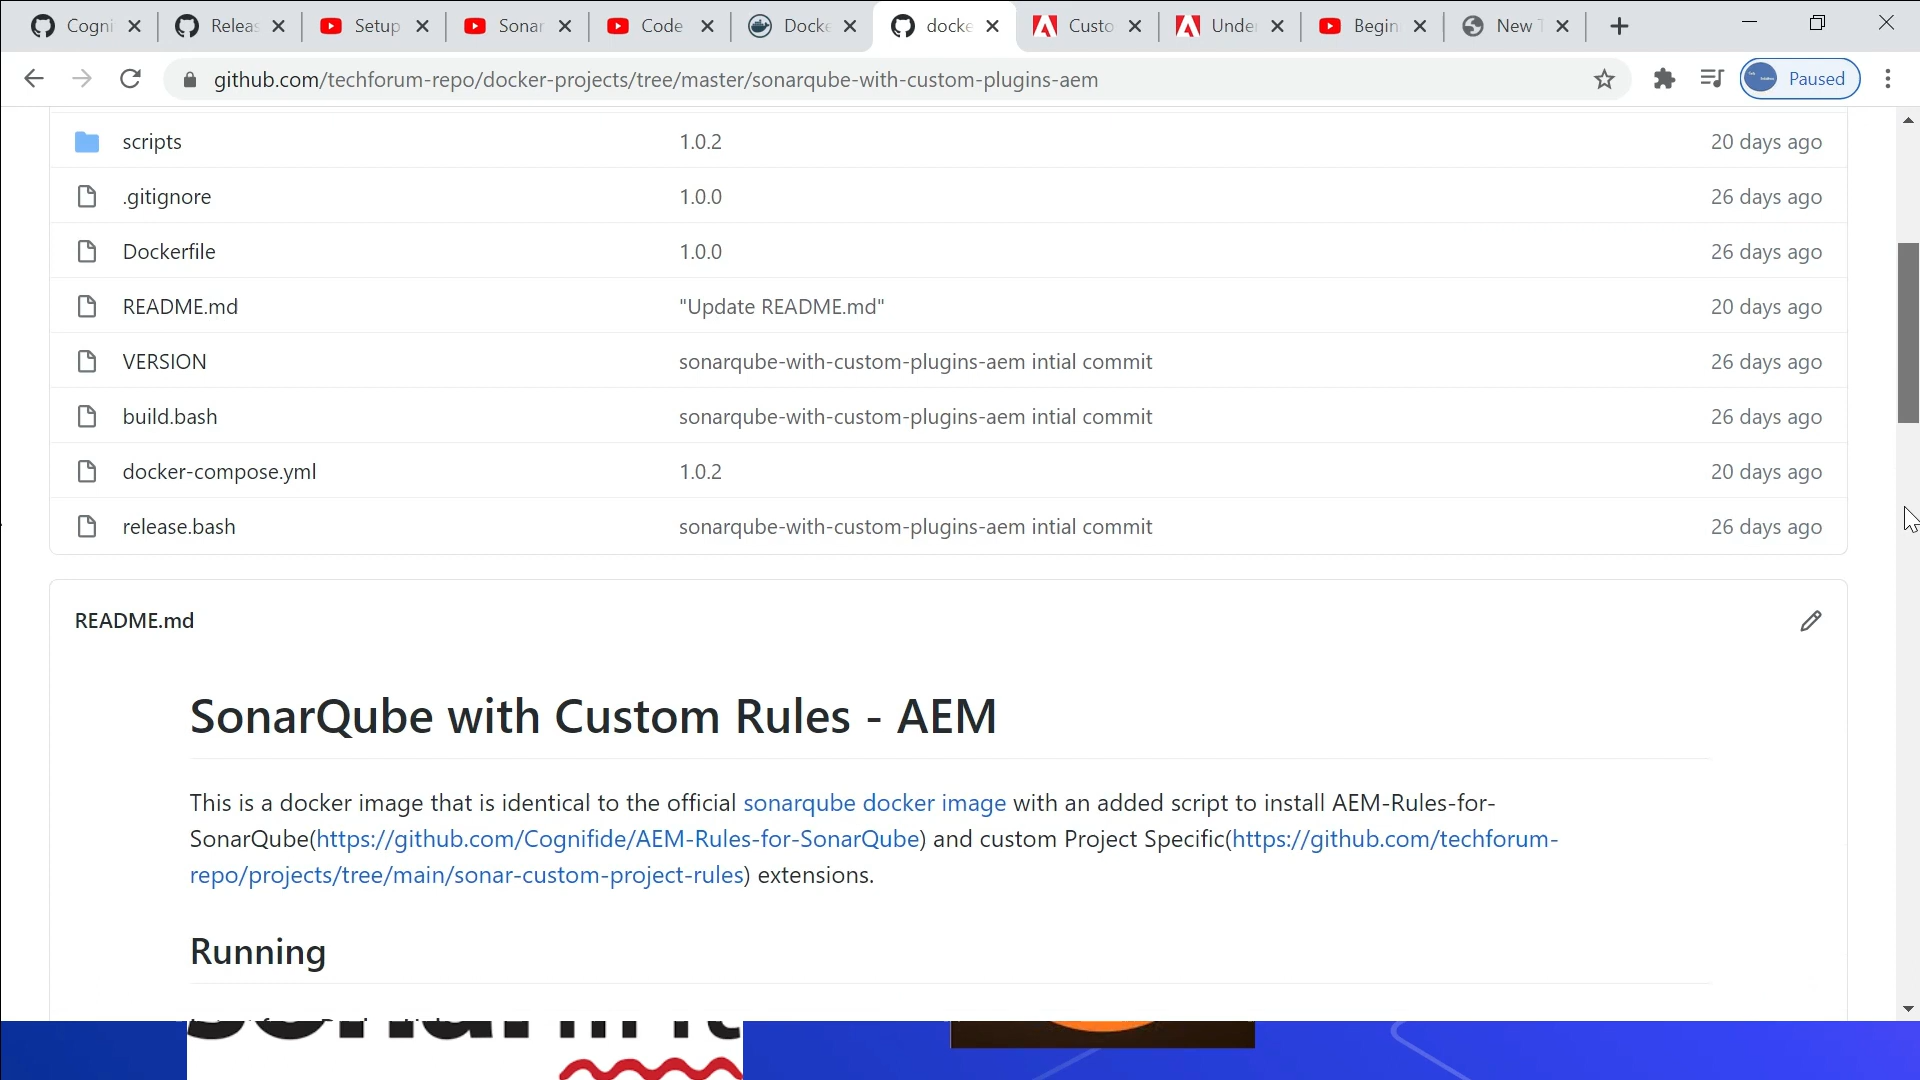 Cogni
Releas
Setup
Sonar
Code
Docke
docke
Custo
Unde
Begin
New T
github.com/techforum-repo/docker-projects/tree/master/sonarqube-with-custom-plugins-aem
Paused
scripts 1.0.2 20 days ago
.gitignore 1.0.0 26 days ago
Dockerfile 1.0.0 26 days ago
README.md "Update README.md" 20 days ago
VERSION sonarqube-with-custom-plugins-aem intial commit 26 days ago
build.bash sonarqube-with-custom-plugins-aem intial commit 26 days ago
docker-compose.yml 1.0.2 20 days ago
release.bash sonarqube-with-custom-plugins-aem intial commit 26 days ago
README.md
SonarQube with Custom Rules - AEM
This is a docker image that is identical to the official sonarqube docker image with an added script to install AEM-Rules-for-
SonarQube(https://github.com/Cognifide/AEM-Rules-for-SonarQube) and custom Project Specific(https://github.com/techforum-
repo/projects/tree/main/sonar-custom-project-rules) extensions.
Running